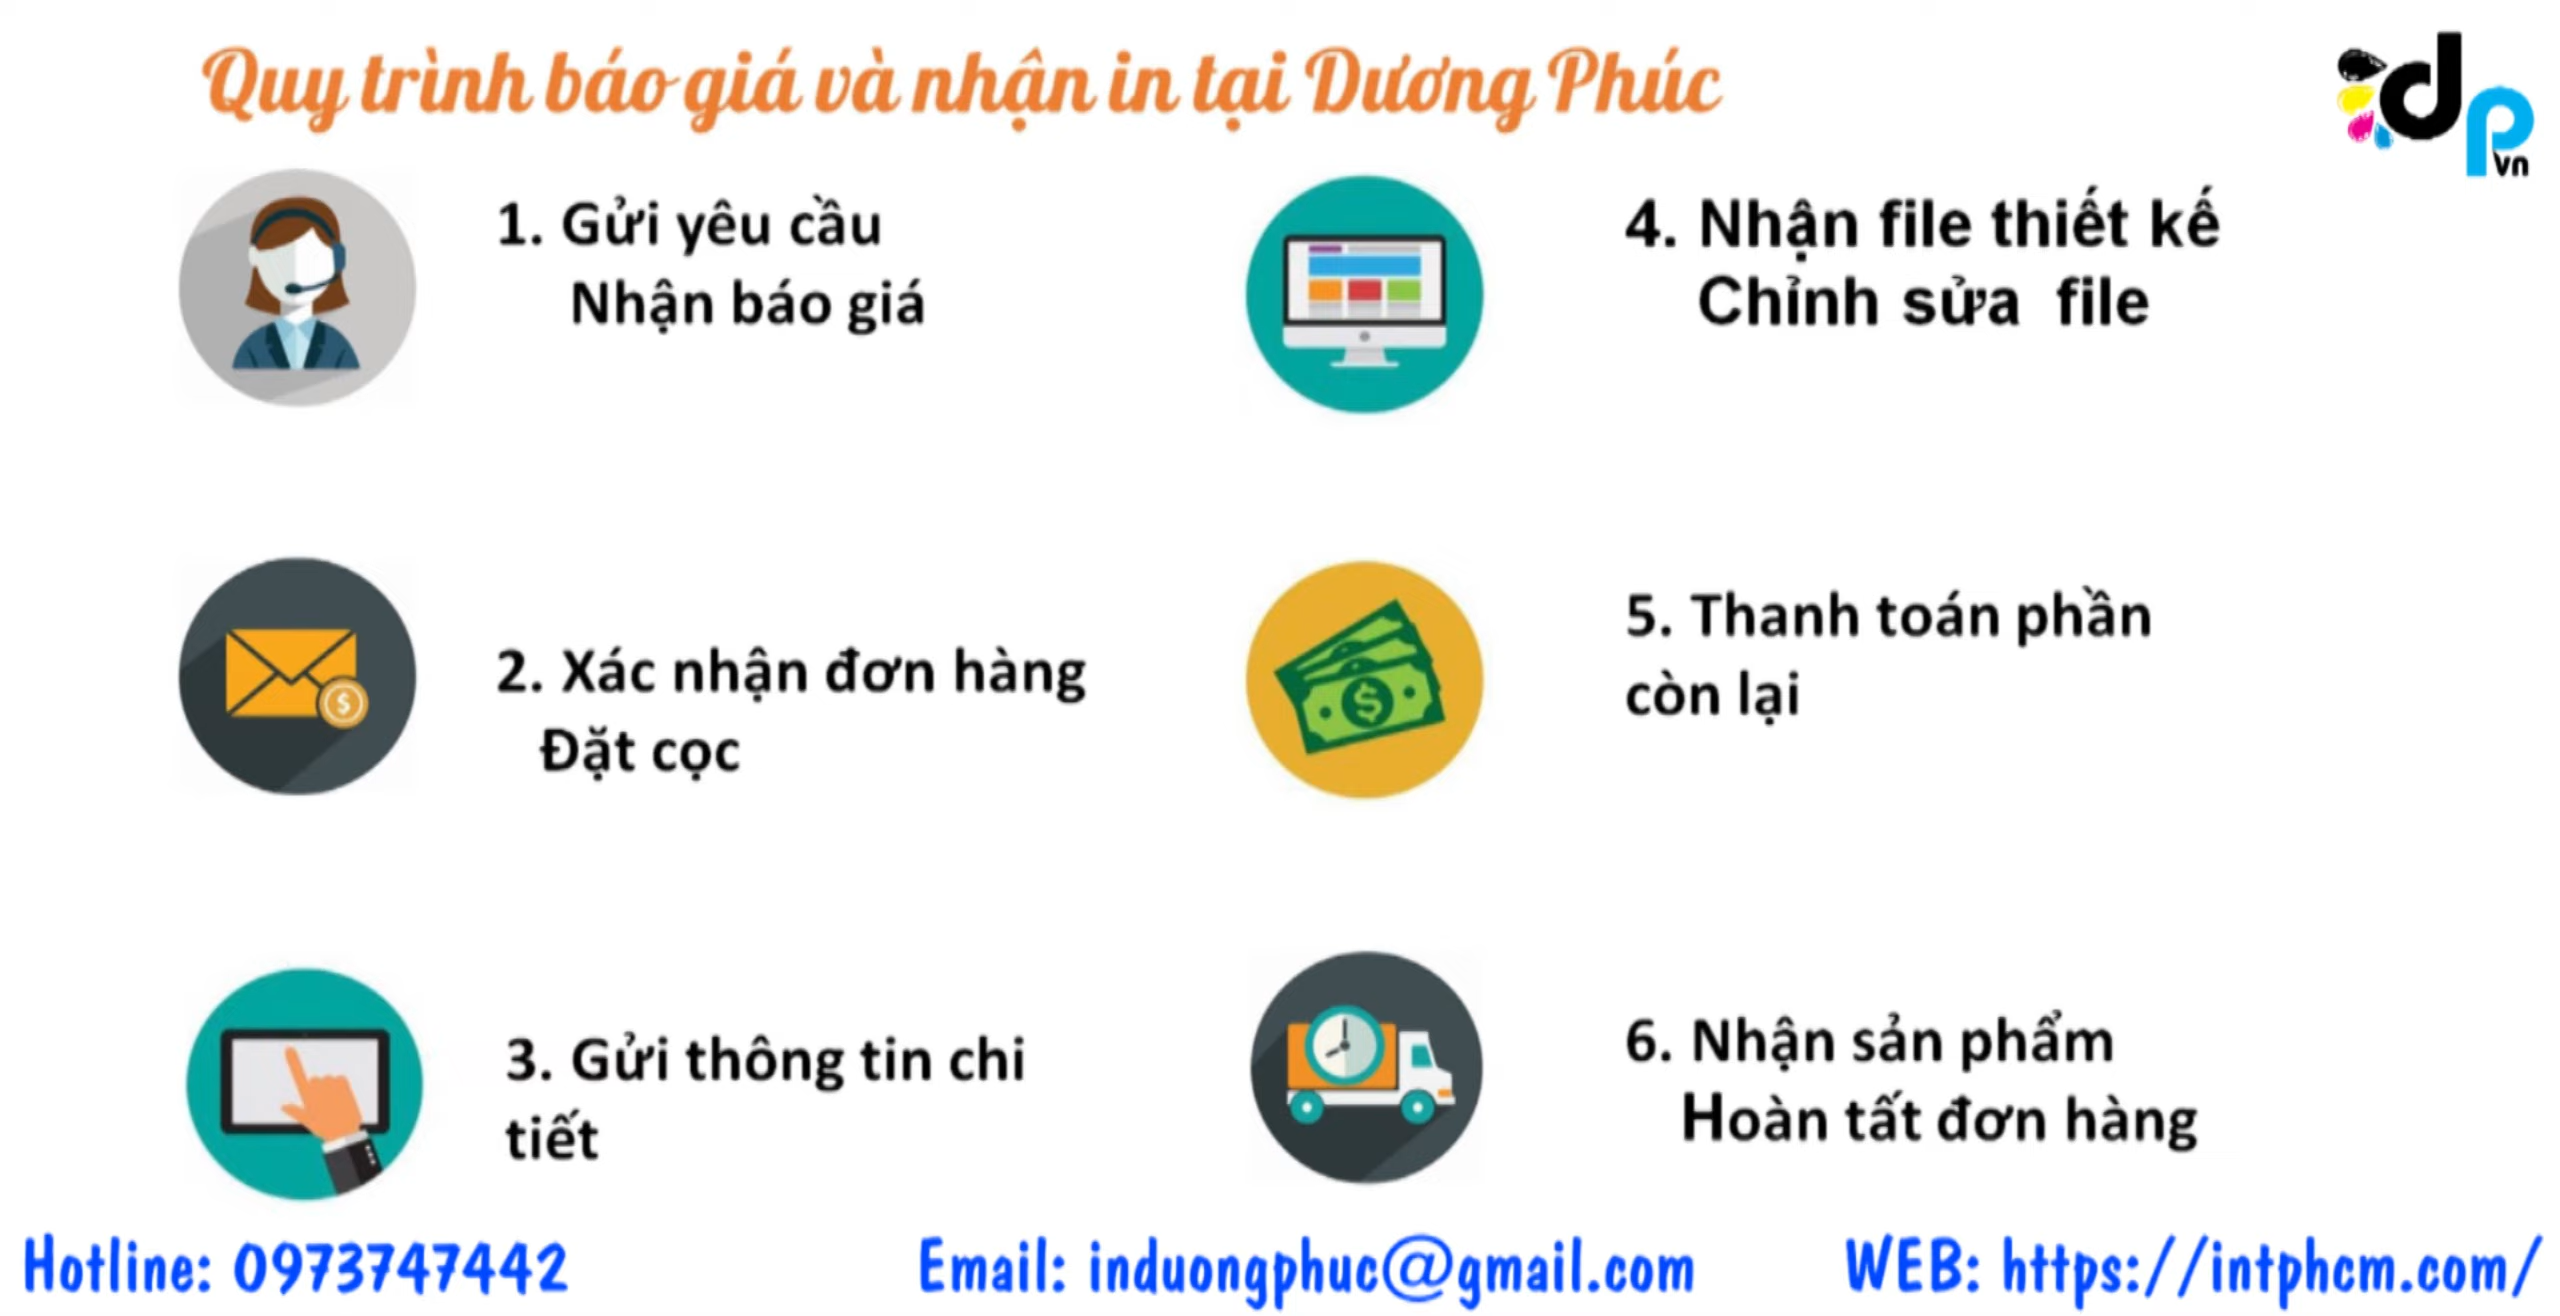 Quy trình báo giá và nhận in tại Dương Phúc
dp
vn
1. Gửi yêu cầu
Nhận báo giá
2. Xác nhận đơn hàng
Đặt cọc
3. Gửi thông tin chi
tiết
4. Nhận file thiết kế
Chỉnh sửa file
5. Thanh toán phần
còn lại
6. Nhận sản phẩm
Hoàn tất đơn hàng
Hotline: 0973747442
Email: induongphuc@gmail.com
WEB: https://intphcm.com/